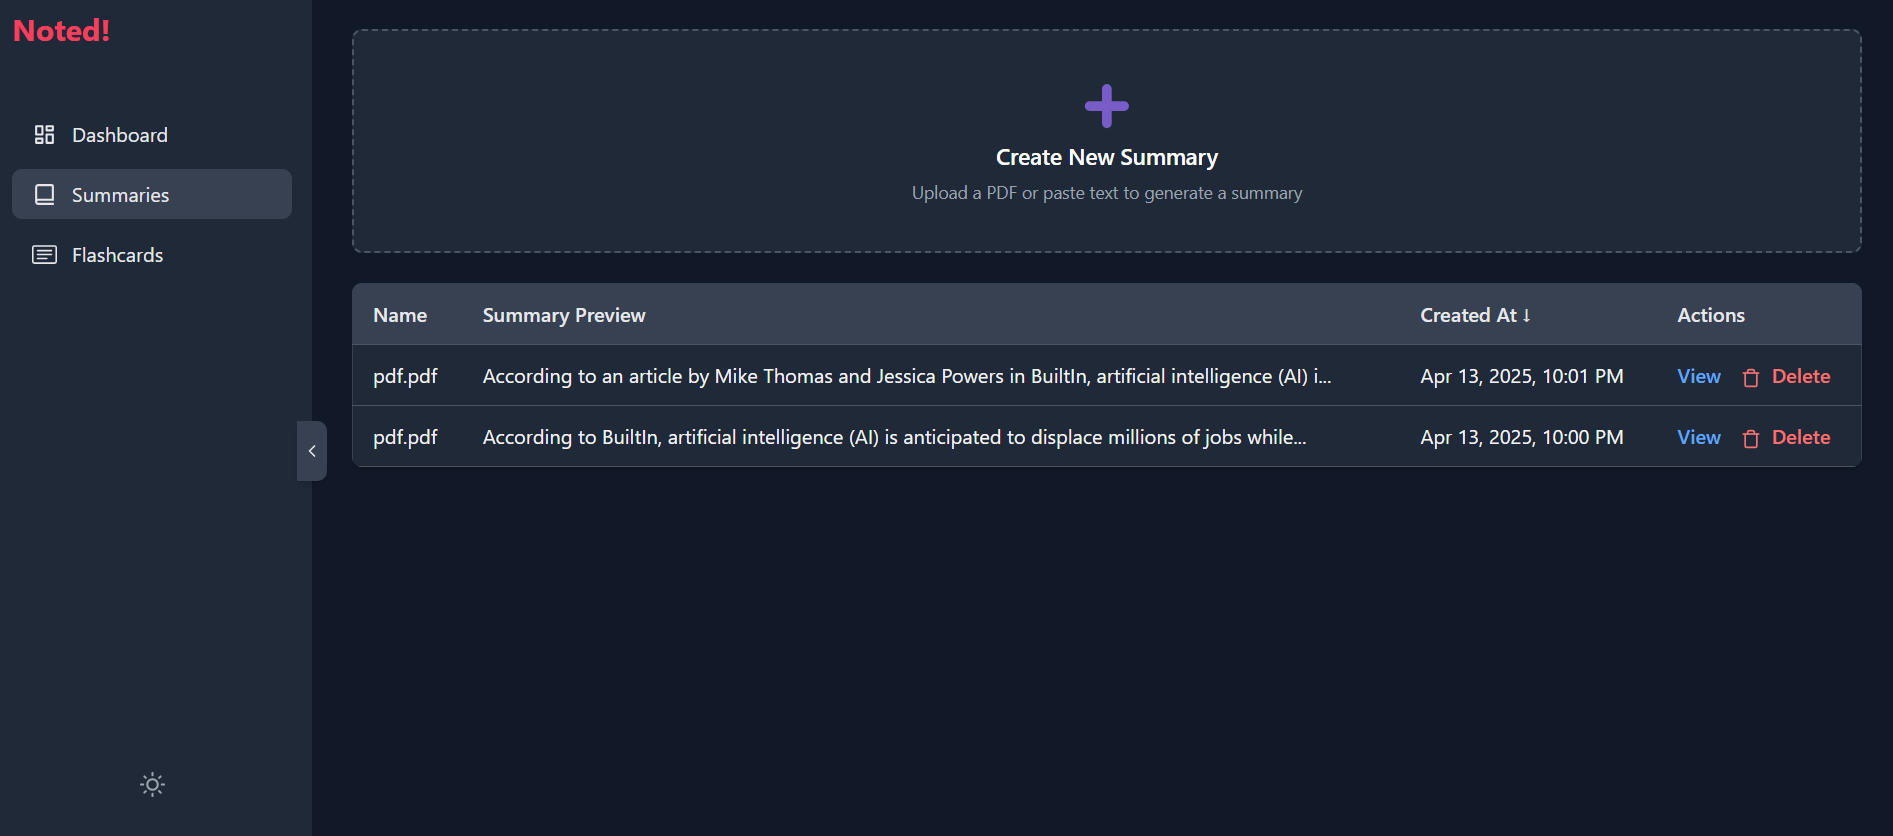 Noted!
Dashboard
Summaries
Flashcards
Create New Summary
Upload a PDF or paste text to generate a summary
Name Summary Preview Created At ↓ Actions
pdf.pdf According to an article by Mike Thomas and Jessica Powers in BuiltIn, artificial intelligence (AI) i... Apr 13, 2025, 10:01 PM View Delete
pdf.pdf According to BuiltIn, artificial intelligence (AI) is anticipated to displace millions of jobs while... Apr 13, 2025, 10:00 PM View Delete